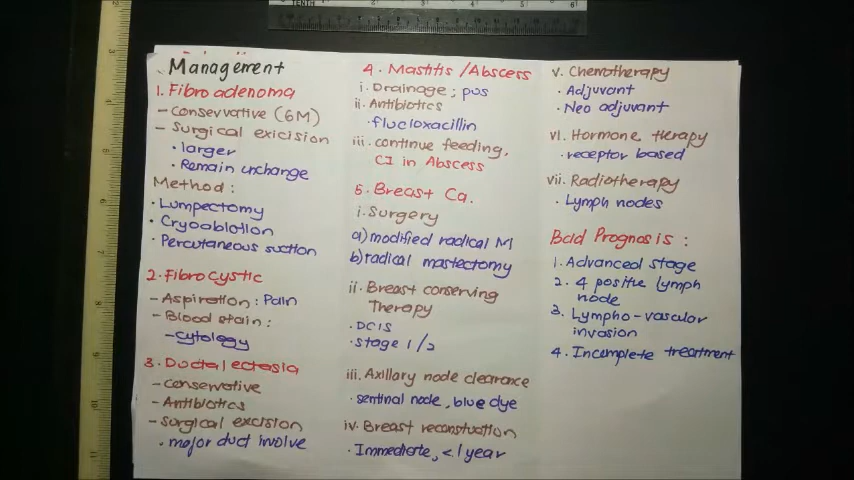 Management
1. Fibroadenoma
- Conservative (6M)
- Surgical exicision
• larger
• Remain unchange
Method:
• Lumpectomy
• Cryoablation
• Percutaneous suction
2. Fibrocystic
- Aspiration: Pain
- Blood stain:
- cytology
3. Ductal ectasia
- conservative
- Antibiotics
- Surgical excision
• major duct involve
4. Mastitis / Abscess
i. Drainage; pus
ii. Antibiotics
• flucloxacillin
iii. continue feeding,
CI in Abscess
5. Breast Ca.
i. Surgery
a) modified radical M
b) radical mastectomy
ii. Breast conserving
Therapy
• DCIS
• stage 1/2
iii. Axillary node clearance
• sentinal node, blue dye
iv. Breast reconstuction
• Immediate, <1 year
v. Chemotherapy
• Adjuvant
• Neo adjuvant
vi. Hormone therapy
• receptor based
vii. Radiotherapy
• Lymph nodes
Bad Prognosis:
1. Advanced stage
2. 4 positive lymph
node
3. Lympho-vascular
invasion
4. Incomplete treatment